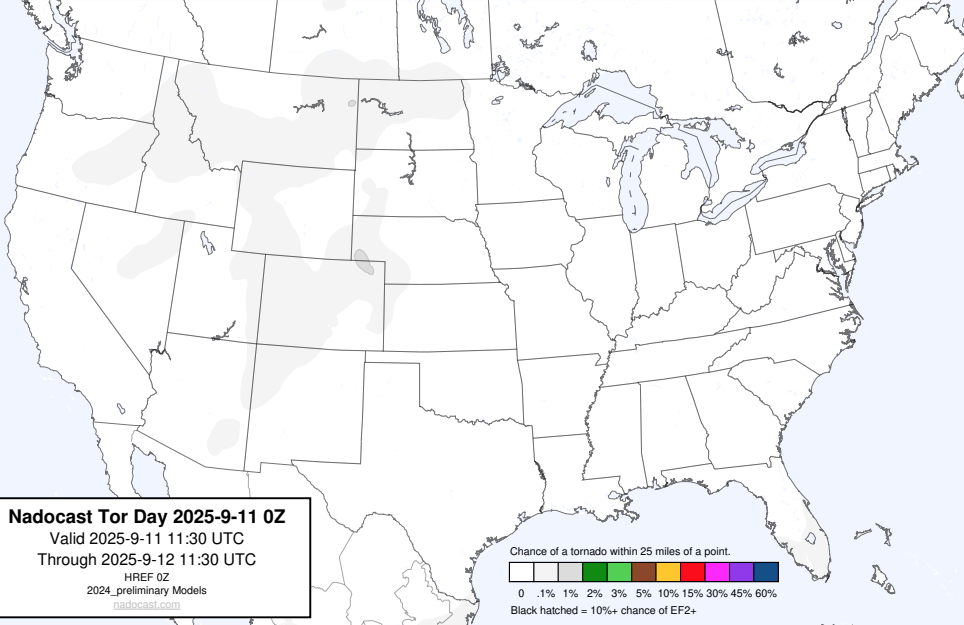 Nadocast Tor Day 2025-9-11 0Z
Valid 2025-9-11 11:30 UTC
Through 2025-9-12 11:30 UTC
HREF 0Z
2024_preliminary Models
nadocast.com
Chance of a tornado within 25 miles of a point.
0 .1% 1% 2% 3% 5% 10% 15% 30% 45% 60%
Black hatched = 10%+ chance of EF2+